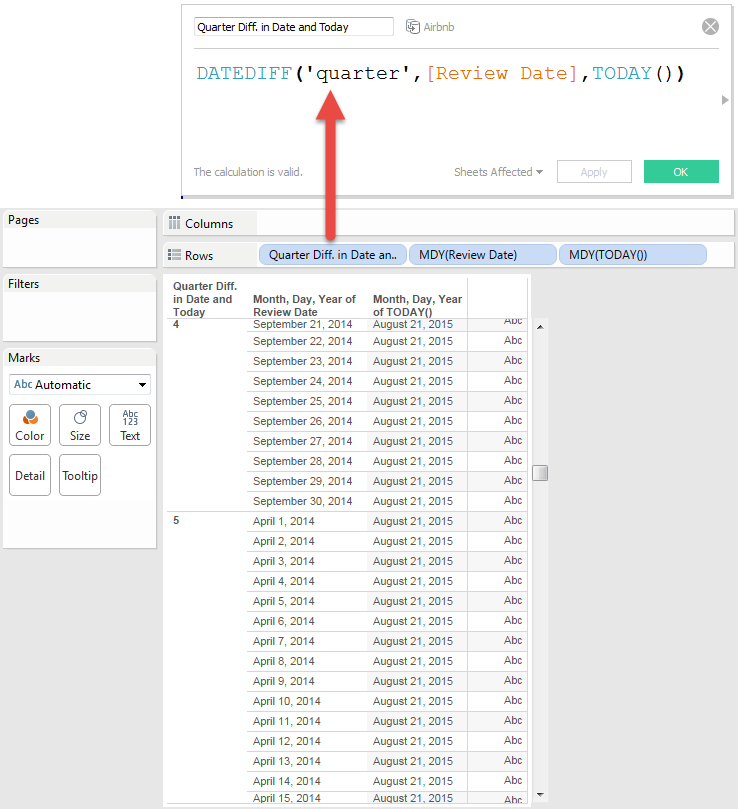 Quarter Diff. in Date and Today
Airbnb
DATEDIFF('quarter',[Review Date],TODAY())
The calculation is valid.
Sheets Affected
Apply
OK
Pages
Columns
Rows
Quarter Diff. in Date an..
MDY(Review Date)
MDY(TODAY())
Filters
Marks
Abc Automatic
Color
Size
Abc
123
Text
Detail
Tooltip
Quarter Diff.
in Date and
Today
Month, Day, Year of
Review Date
Month, Day, Year
of TODAY()
4 September 21, 2014 August 21, 2015 Abc
September 22, 2014 August 21, 2015 Abc
September 23, 2014 August 21, 2015 Abc
September 24, 2014 August 21, 2015 Abc
September 25, 2014 August 21, 2015 Abc
September 26, 2014 August 21, 2015 Abc
September 27, 2014 August 21, 2015 Abc
September 28, 2014 August 21, 2015 Abc
September 29, 2014 August 21, 2015 Abc
September 30, 2014 August 21, 2015 Abc
5 April 1, 2014 August 21, 2015 Abc
April 2, 2014 August 21, 2015 Abc
April 3, 2014 August 21, 2015 Abc
April 4, 2014 August 21, 2015 Abc
April 5, 2014 August 21, 2015 Abc
April 6, 2014 August 21, 2015 Abc
April 7, 2014 August 21, 2015 Abc
April 8, 2014 August 21, 2015 Abc
April 9, 2014 August 21, 2015 Abc
April 10, 2014 August 21, 2015 Abc
April 11, 2014 August 21, 2015 Abc
April 12, 2014 August 21, 2015 Abc
April 13, 2014 August 21, 2015 Abc
April 14, 2014 August 21, 2015 Abc
April 15, 2014 August 21, 2015 Abc